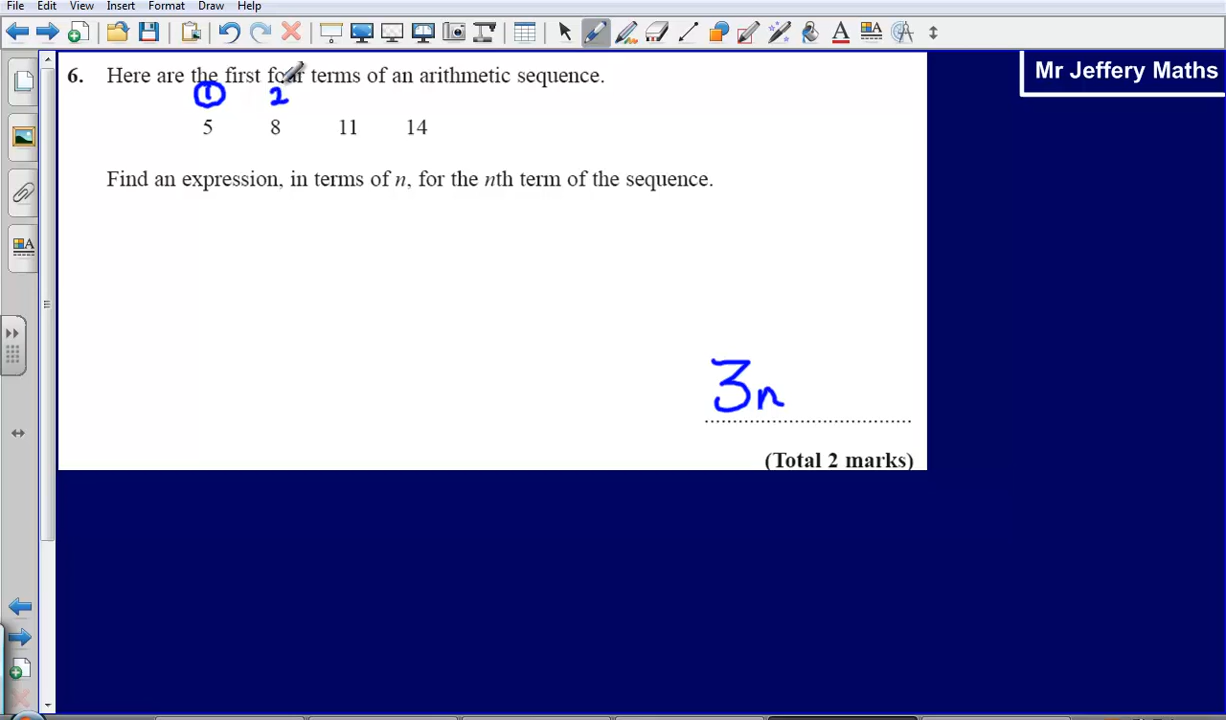 File Edit View Insert Format Draw Help
Mr Jeffery Maths
6. Here are the first four terms of an arithmetic sequence.
1 2
5 8 11 14
Find an expression, in terms of n, for the nth term of the sequence.
3n
(Total 2 marks)